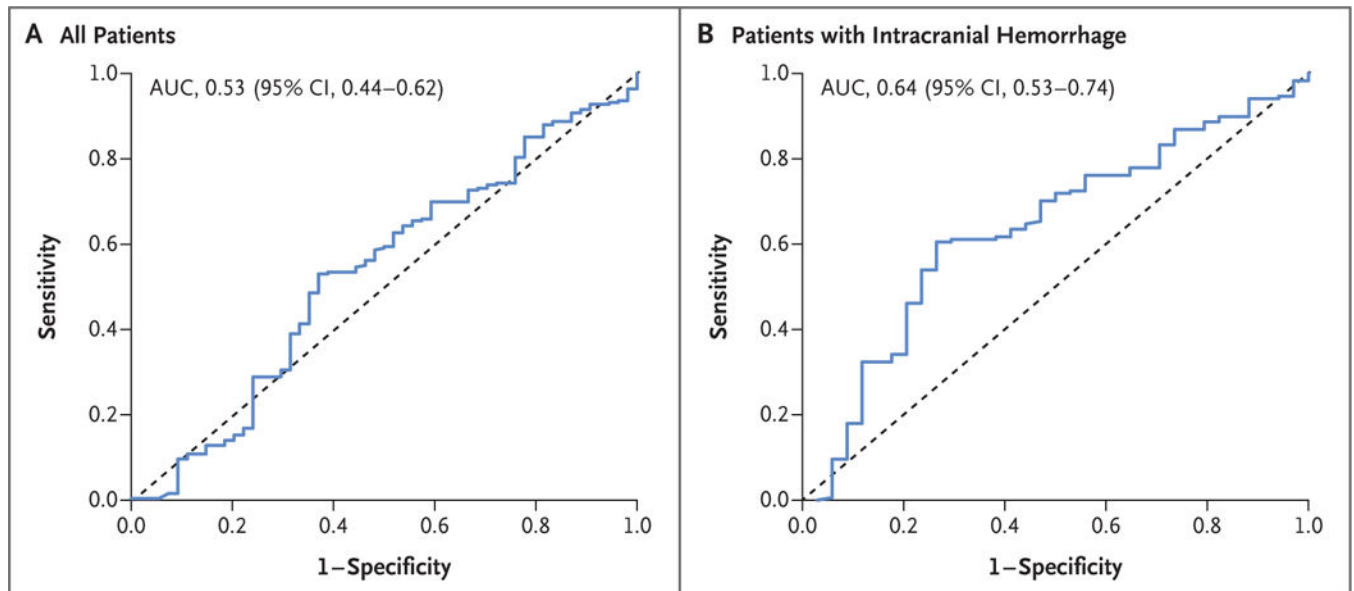 A All Patients
AUC, 0.53 (95% CI, 0.44–0.62)
1.0
0.8
0.6
0.4
0.2
0.0
Sensitivity
0.0 0.2 0.4 0.6 0.8 1.0
1–Specificity
B Patients with Intracranial Hemorrhage
AUC, 0.64 (95% CI, 0.53–0.74)
1.0
0.8
0.6
0.4
0.2
0.0
Sensitivity
0.0 0.2 0.4 0.6 0.8 1.0
1–Specificity